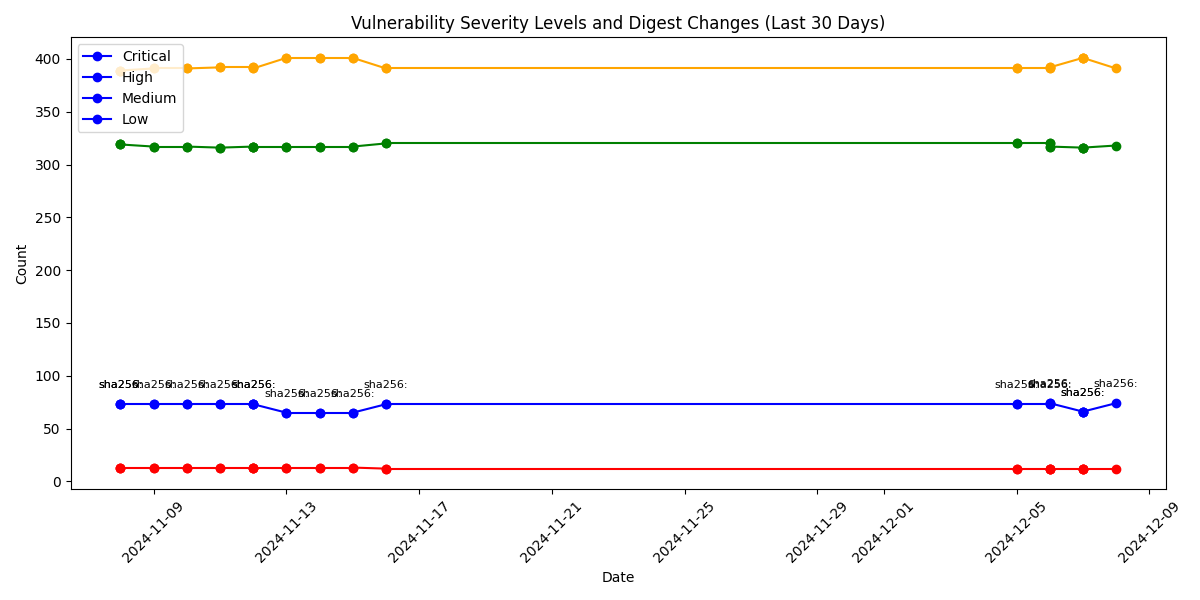 Vulnerability Severity Levels and Digest Changes (Last 30 Days)
Critical
High
Medium
Low
400
350
300
250
200
150
100
50
0
Count
sha256:
sha256:
sha256:
sha256:
sha256:
sha256:
sha256:
sha256:
sha256:
sha256:
sha256:
sha256:
sha256:
sha256:
2024-11-09
2024-11-13
2024-11-17
2024-11-21
2024-11-25
2024-11-29
2024-12-01
2024-12-05
2024-12-09
Date